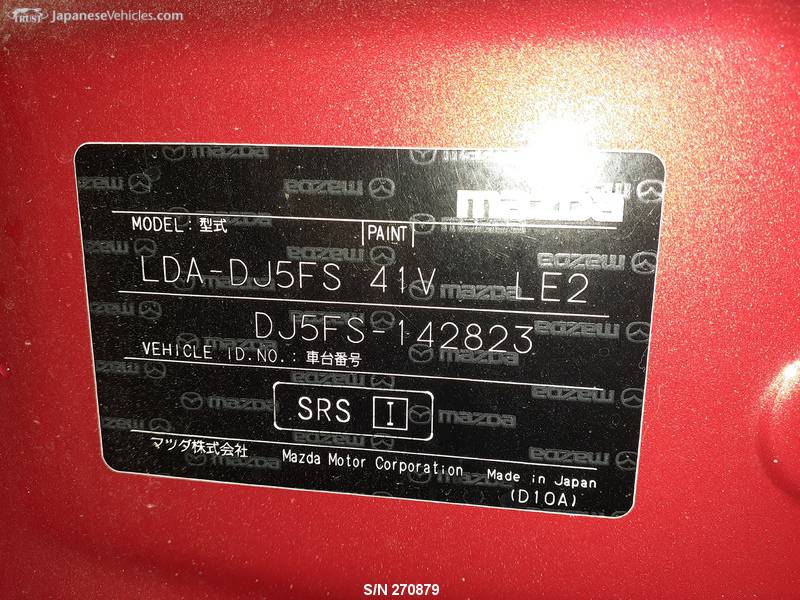 TRUST JapaneseVehicles.com
mazda
MODEL: 型式 PAINT
LDA-DJ5FS 41V LE2
DJ5FS-142823
VEHICLE ID.NO.: 車台番号
SRS I
マツダ株式会社 Mazda Motor Corporation Made in Japan
(D10A)
S/N 270879